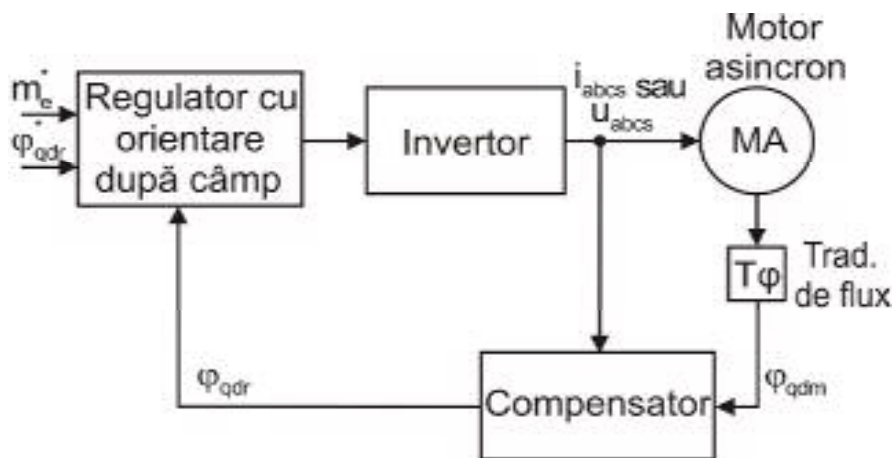 Motor
asincron
m*e
φ*qdr
Regulator cu
orientare
după câmp
Invertor
iabcs sau
uabcs
MA
Tφ
Trad.
de flux
φqdr
Compensator
φqdm